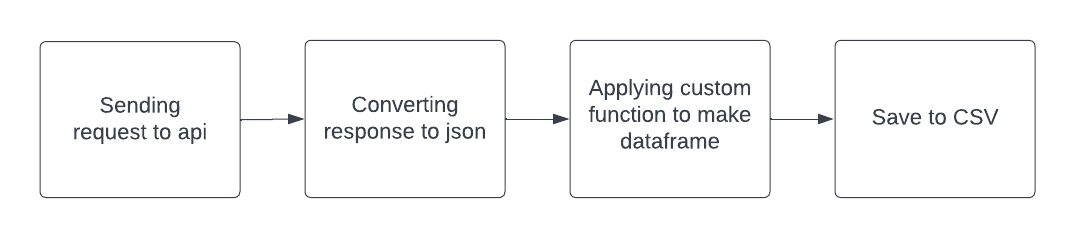 Sending
request to api
Converting
response to json
Applying custom
function to make
dataframe
Save to CSV